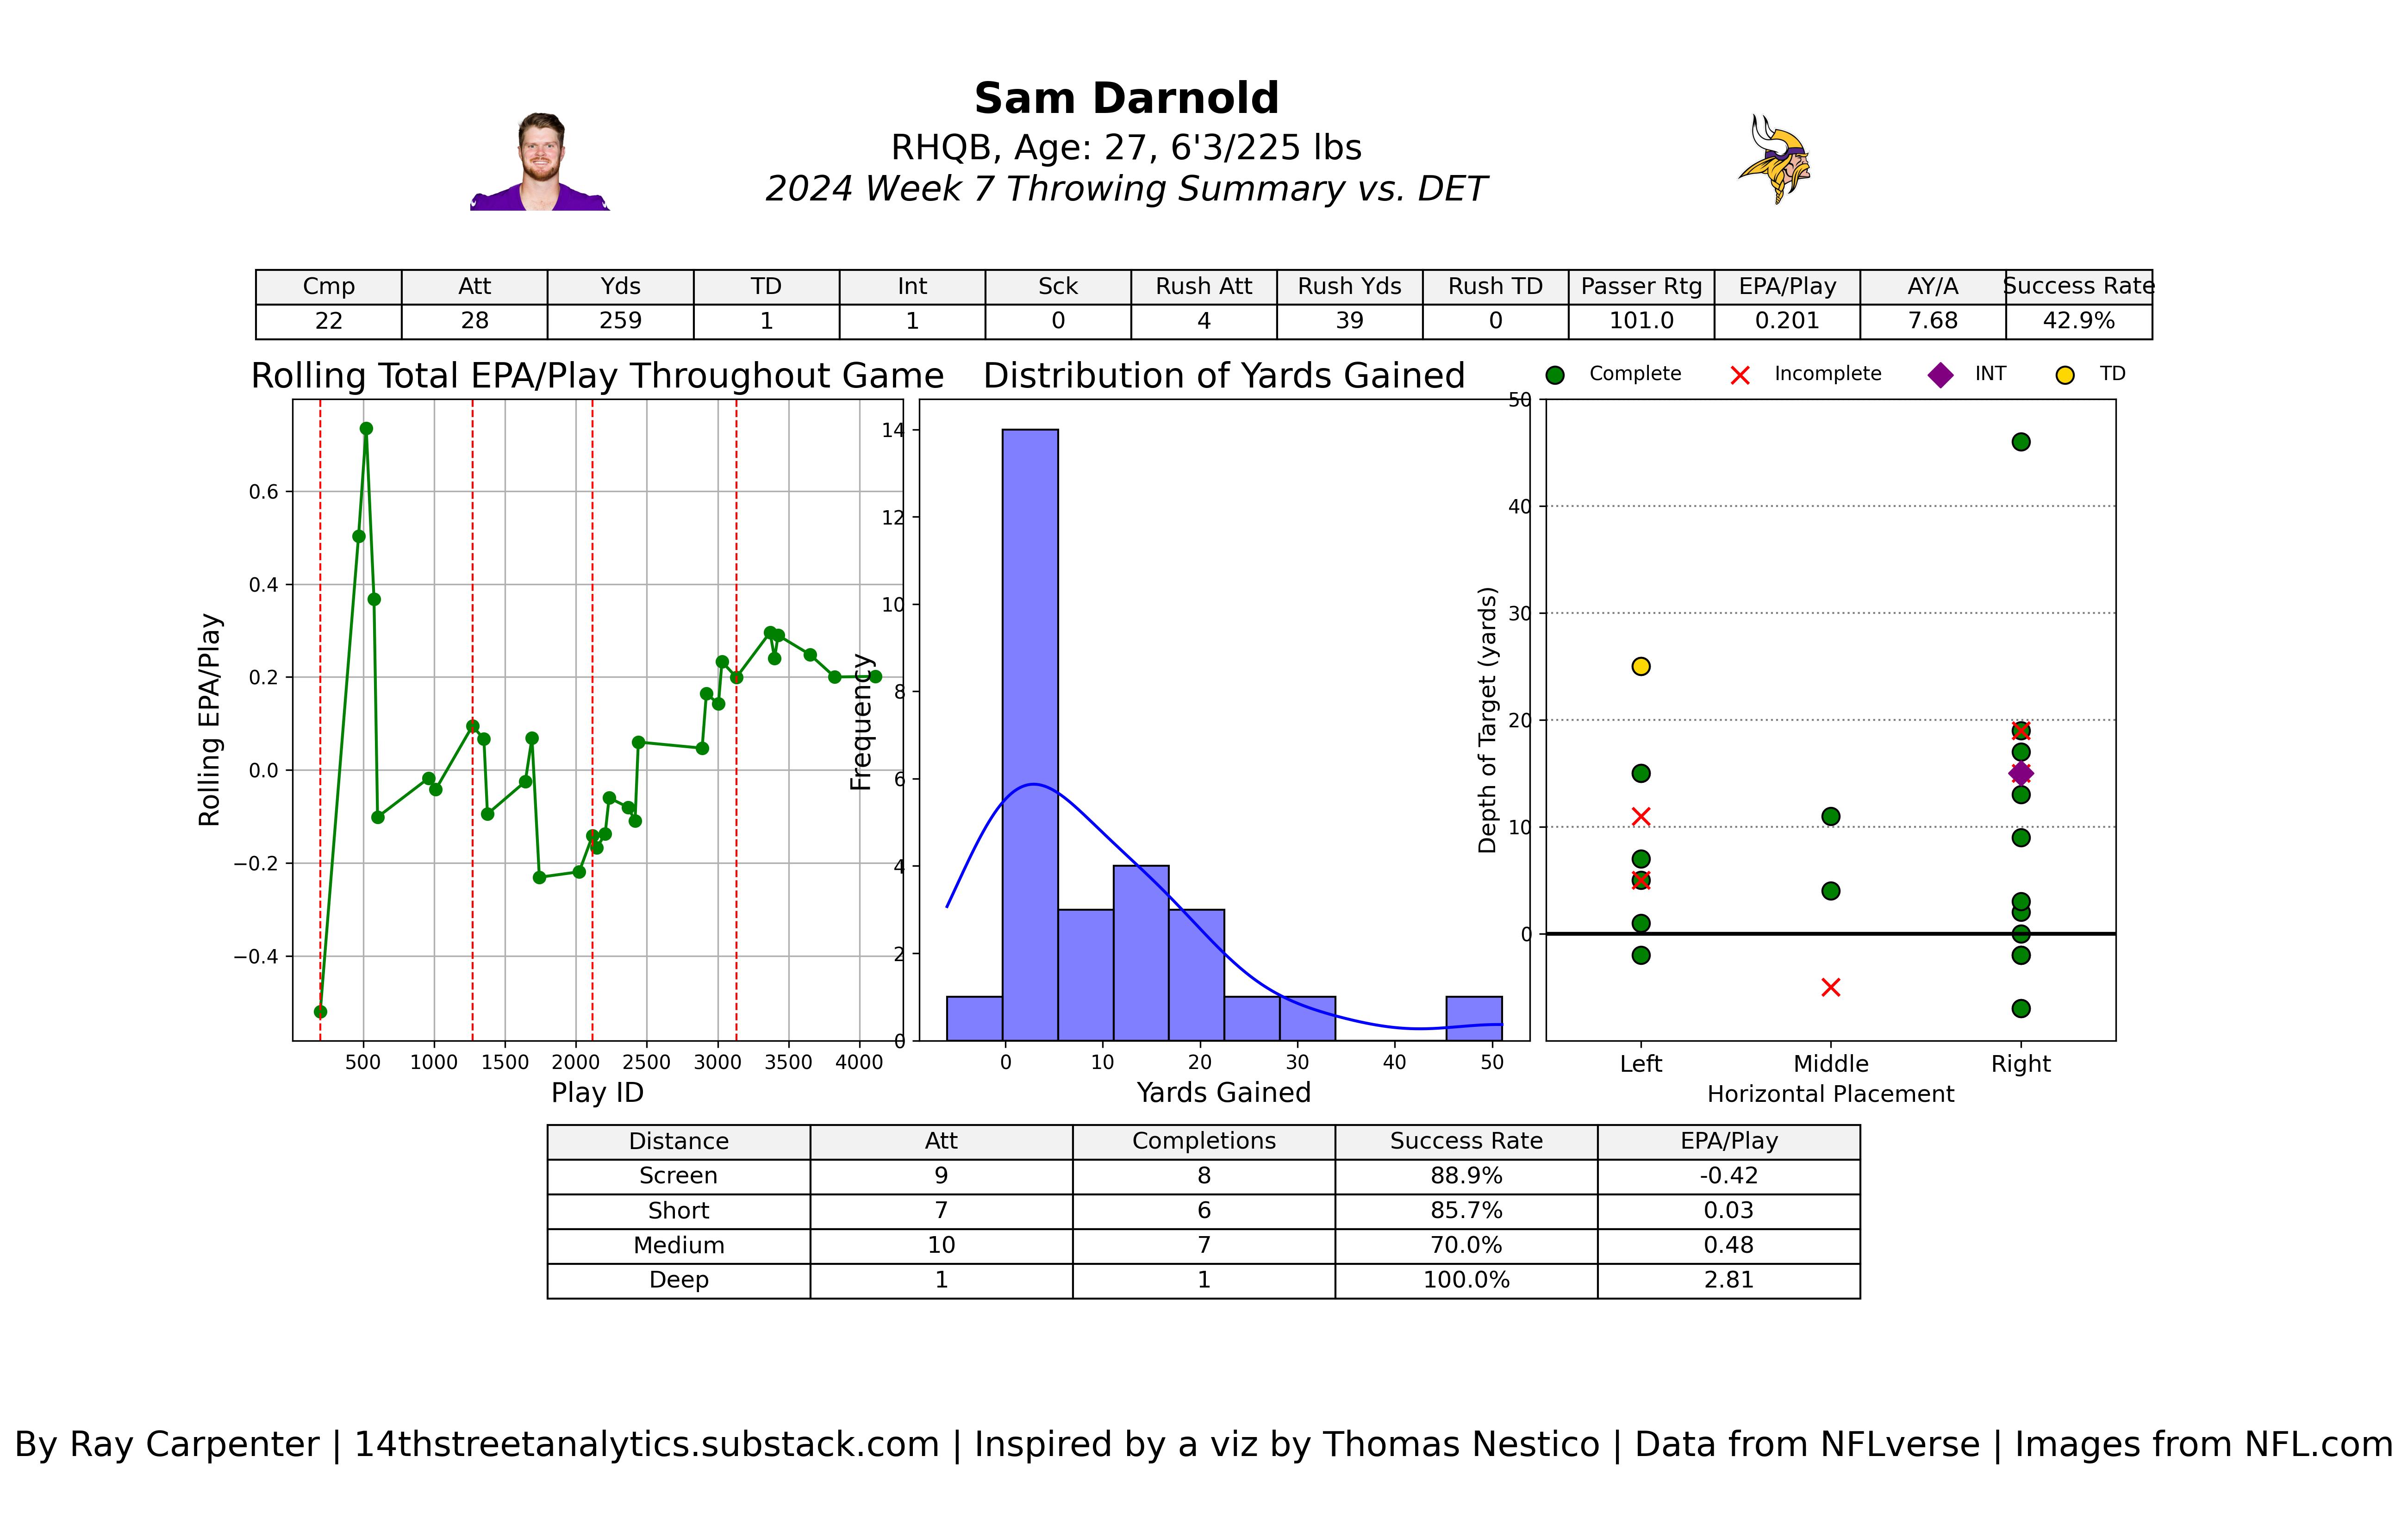 Sam Darnold
RHQB, Age: 27, 6'3/225 lbs
2024 Week 7 Throwing Summary vs. DET
Cmp Att Yds TD Int Sck Rush Att Rush Yds Rush TD Passer Rtg EPA/Play AY/A Success Rate
22 28 259 1 1 0 4 39 0 101.0 0.201 7.68 42.9%
Rolling Total EPA/Play Throughout Game
0.6
0.4
0.2
0.0
−0.2
−0.4
Rolling EPA/Play
500 1000 1500 2000 2500 3000 3500 4000
Play ID
Distribution of Yards Gained
14
12
10
8
6
4
2
0
Frequency
0 10 20 30 40 50
Yards Gained
Complete Incomplete INT TD
50
40
30
20
10
0
Depth of Target (yards)
Left Middle Right
Horizontal Placement
Distance Att Completions Success Rate EPA/Play
Screen 9 8 88.9% -0.42
Short 7 6 85.7% 0.03
Medium 10 7 70.0% 0.48
Deep 1 1 100.0% 2.81
By Ray Carpenter | 14thstreetanalytics.substack.com | Inspired by a viz by Thomas Nestico | Data from NFLverse | Images from NFL.com